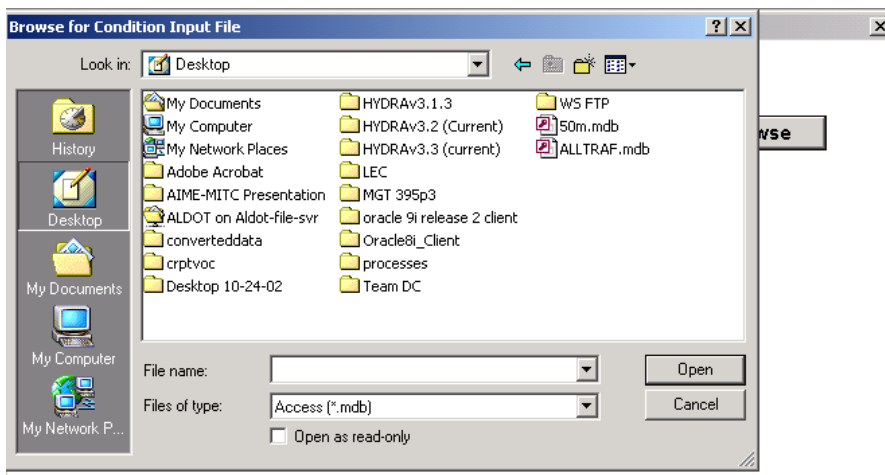 Browse for Condition Input File
Look in: Desktop
History
Desktop
My Documents
My Computer
My Network P...
My Documents HYDRAv3.1.3 WS FTP
My Computer HYDRAv3.2 (Current) 50m.mdb
My Network Places HYDRAv3.3 (current) ALLTRAF.mdb
Adobe Acrobat LEC
AIME-MITC Presentation MGT 395p3
ALDOT on Aldot-file-svr oracle 9i release 2 client
converteddata Oracle8i_Client
crptvoc processes
Desktop 10-24-02 Team DC
File name: Open
Files of type: Access (*.mdb) Cancel
Open as read-only
wse